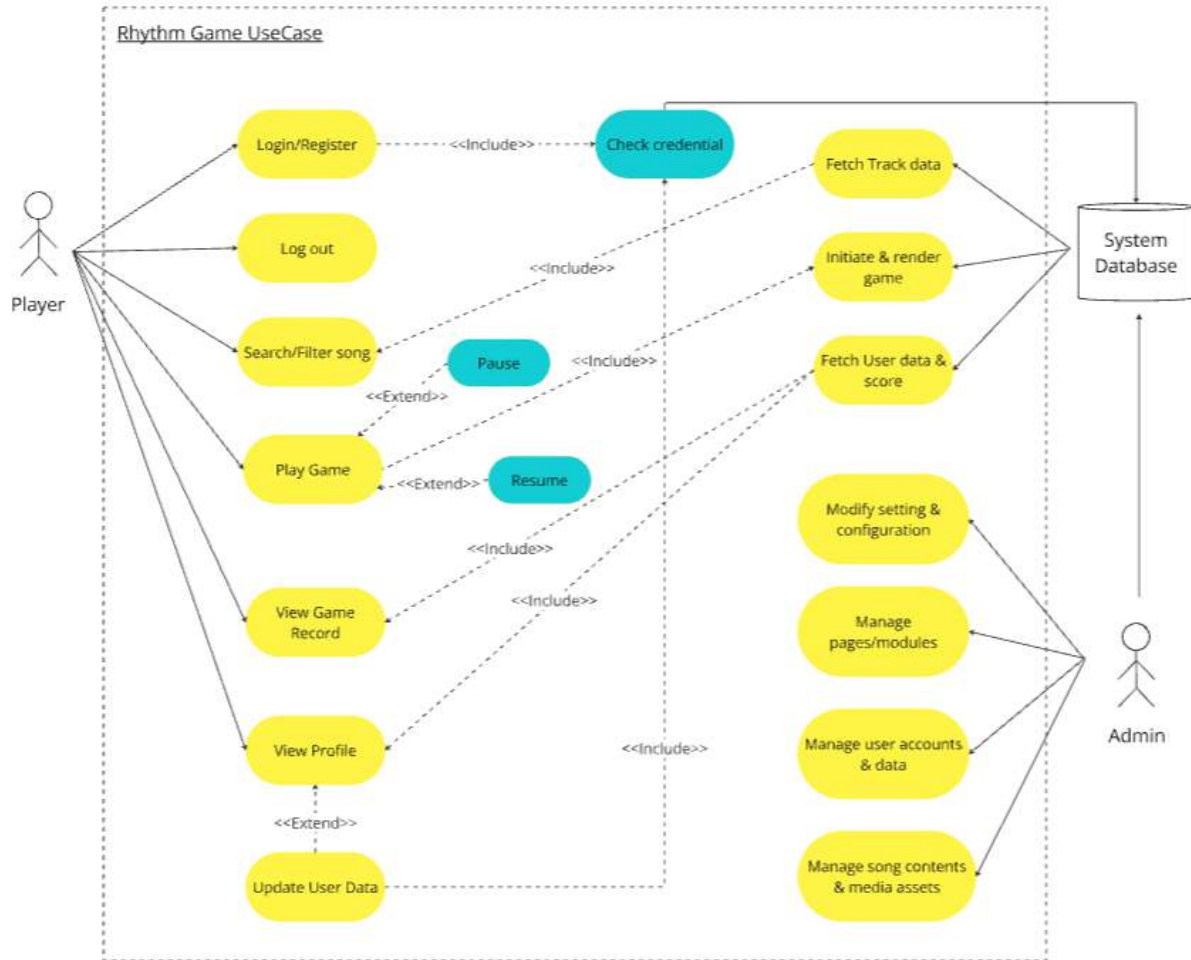 Rhythm Game UseCase
Login/Register
<<Include>>
Check credential
Fetch Track data
Player
Log out
<<Include>>
Initiate & render
game
System
Database
Search/Filter song
Pause
<<Include>>
Fetch User data &
score
<<Extend>>
Play Game
<<Extend>>
Resume
Modify setting &
configuration
<<Include>>
View Game
Record
<<Include>>
Manage
pages/modules
View Profile
<<Include>>
Manage user accounts
& data
Admin
<<Extend>>
Update User Data
Manage song contents
& media assets